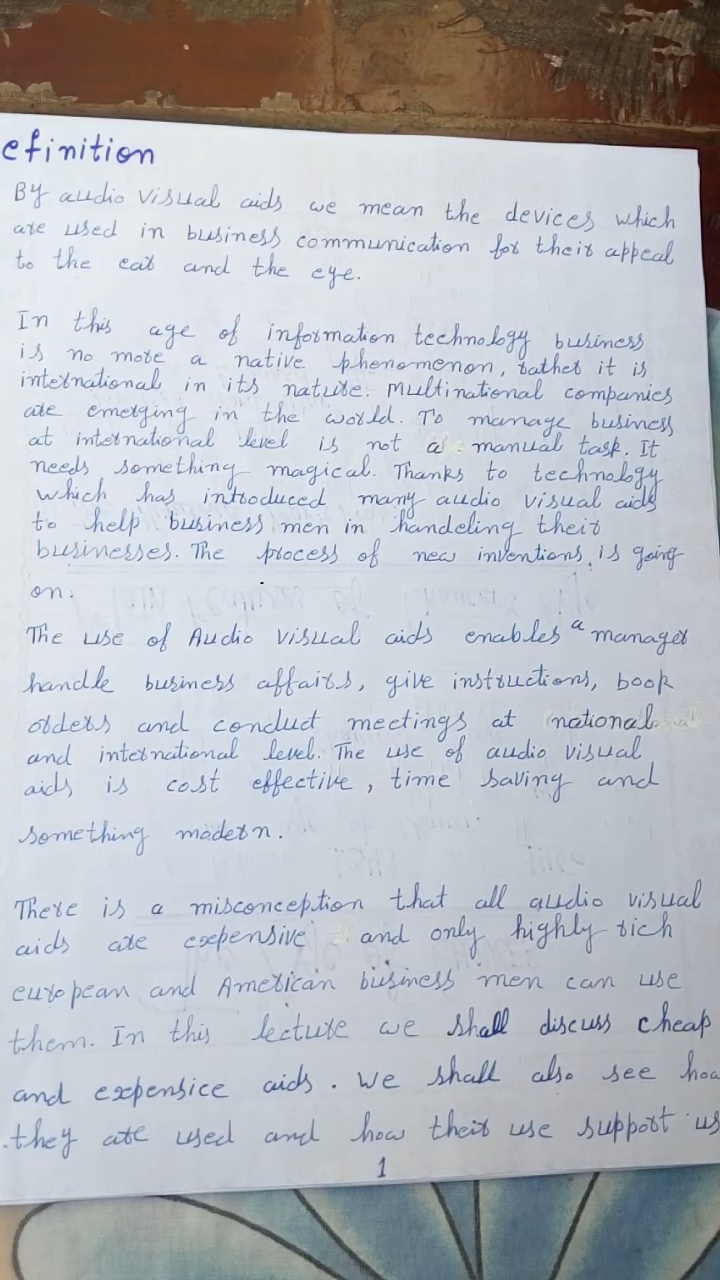 efinition
By audio visual aids we mean the devices which
are used in business communication for their appeal
to the ear and the eye.
In this age of information technology business
is no more a native phenomenon, rather it is
international in its nature. Multinational companies
are emerging in the world. To manage business
at international level is not a manual task. It
needs something magical. Thanks to technology
which has introduced many audio visual aids
to help business men in handeling their
businesses. The process of new inventions is going
on.
The use of Audio visual aids enables a manager
handle business affairs, give instructions, book
orders and conduct meetings at national
and international level. The use of audio visual
aids is cost effective, time saving and
something modern.
There is a misconception that all audio visual
aids are expensive and only highly rich
european and American business men can use
them. In this lecture we shall discuss cheap
and expensice aids. We shall also see how
they are used and how their use support us
1